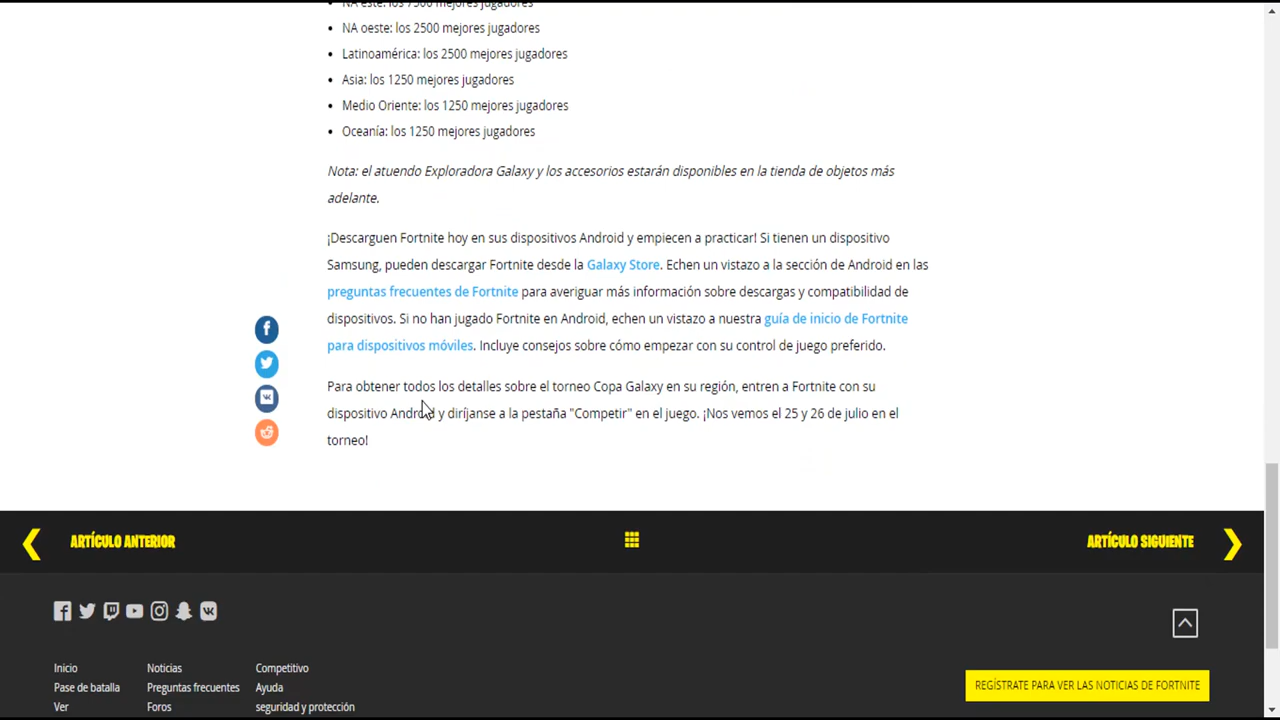 NA este: los 7500 mejores jugadores
NA oeste: los 2500 mejores jugadores
Latinoamérica: los 2500 mejores jugadores
Asia: los 1250 mejores jugadores
Medio Oriente: los 1250 mejores jugadores
Oceanía: los 1250 mejores jugadores
Nota: el atuendo Exploradora Galaxy y los accesorios estarán disponibles en la tienda de objetos más
adelante.
¡Descarguen Fortnite hoy en sus dispositivos Android y empiecen a practicar! Si tienen un dispositivo
Samsung, pueden descargar Fortnite desde la Galaxy Store. Echen un vistazo a la sección de Android en las
preguntas frecuentes de Fortnite para averiguar más información sobre descargas y compatibilidad de
dispositivos. Si no han jugado Fortnite en Android, echen un vistazo a nuestra guía de inicio de Fortnite
para dispositivos móviles. Incluye consejos sobre cómo empezar con su control de juego preferido.
Para obtener todos los detalles sobre el torneo Copa Galaxy en su región, entren a Fortnite con su
dispositivo Android y diríjanse a la pestaña "Competir" en el juego. ¡Nos vemos el 25 y 26 de julio en el
torneo!
ARTÍCULO ANTERIOR
ARTÍCULO SIGUIENTE
Inicio
Noticias
Competitivo
Pase de batalla
Preguntas frecuentes
Ayuda
REGÍSTRATE PARA VER LAS NOTICIAS DE FORTNITE
Ver
Foros
seguridad y protección